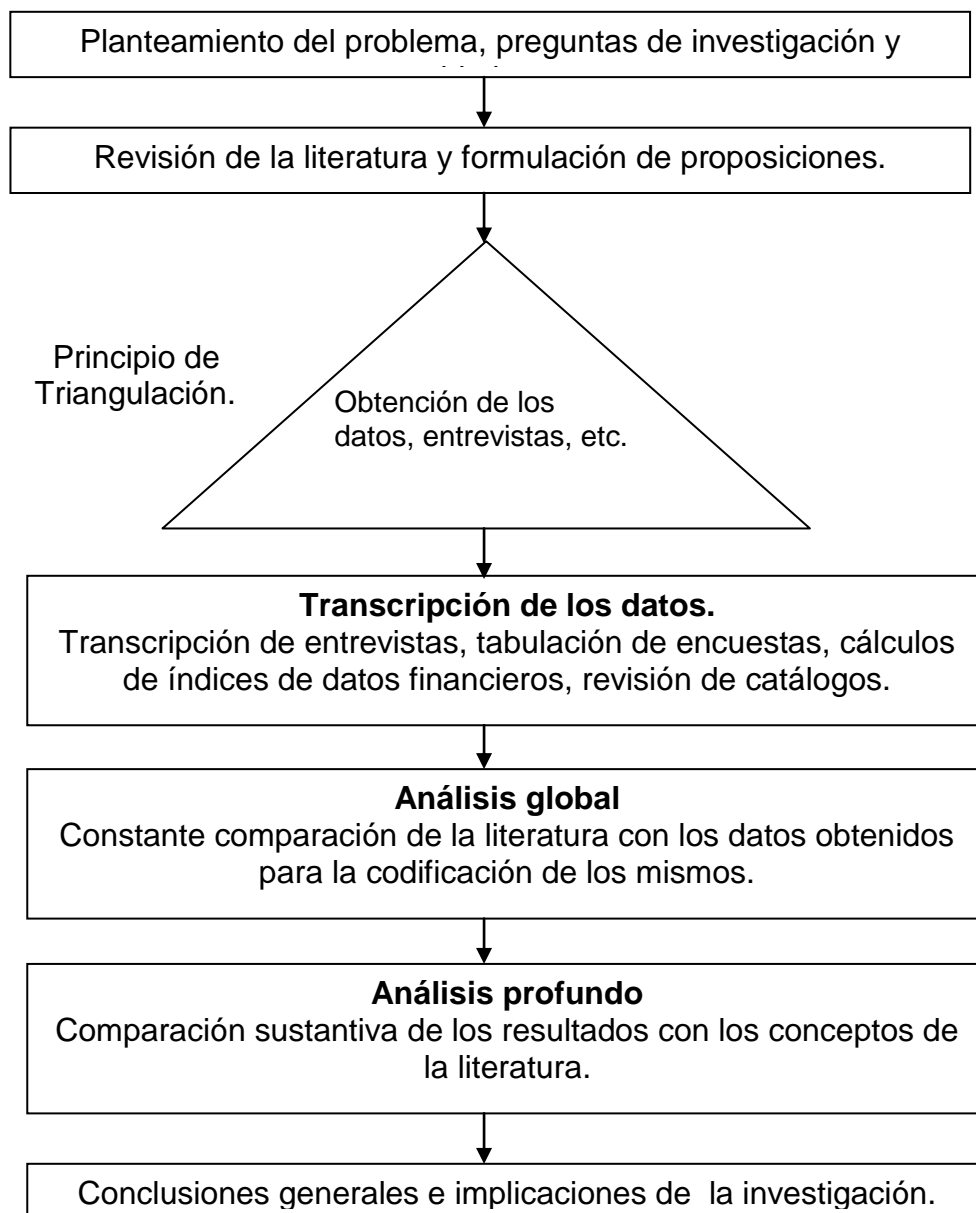 Planteamiento del problema, preguntas de investigación y
Revisión de la literatura y formulación de proposiciones.
Principio de
Triangulación.
Obtención de los
datos, entrevistas, etc.
Transcripción de los datos.
Transcripción de entrevistas, tabulación de encuestas, cálculos
de índices de datos financieros, revisión de catálogos.
Análisis global
Constante comparación de la literatura con los datos obtenidos
para la codificación de los mismos.
Análisis profundo
Comparación sustantiva de los resultados con los conceptos de
la literatura.
Conclusiones generales e implicaciones de la investigación.